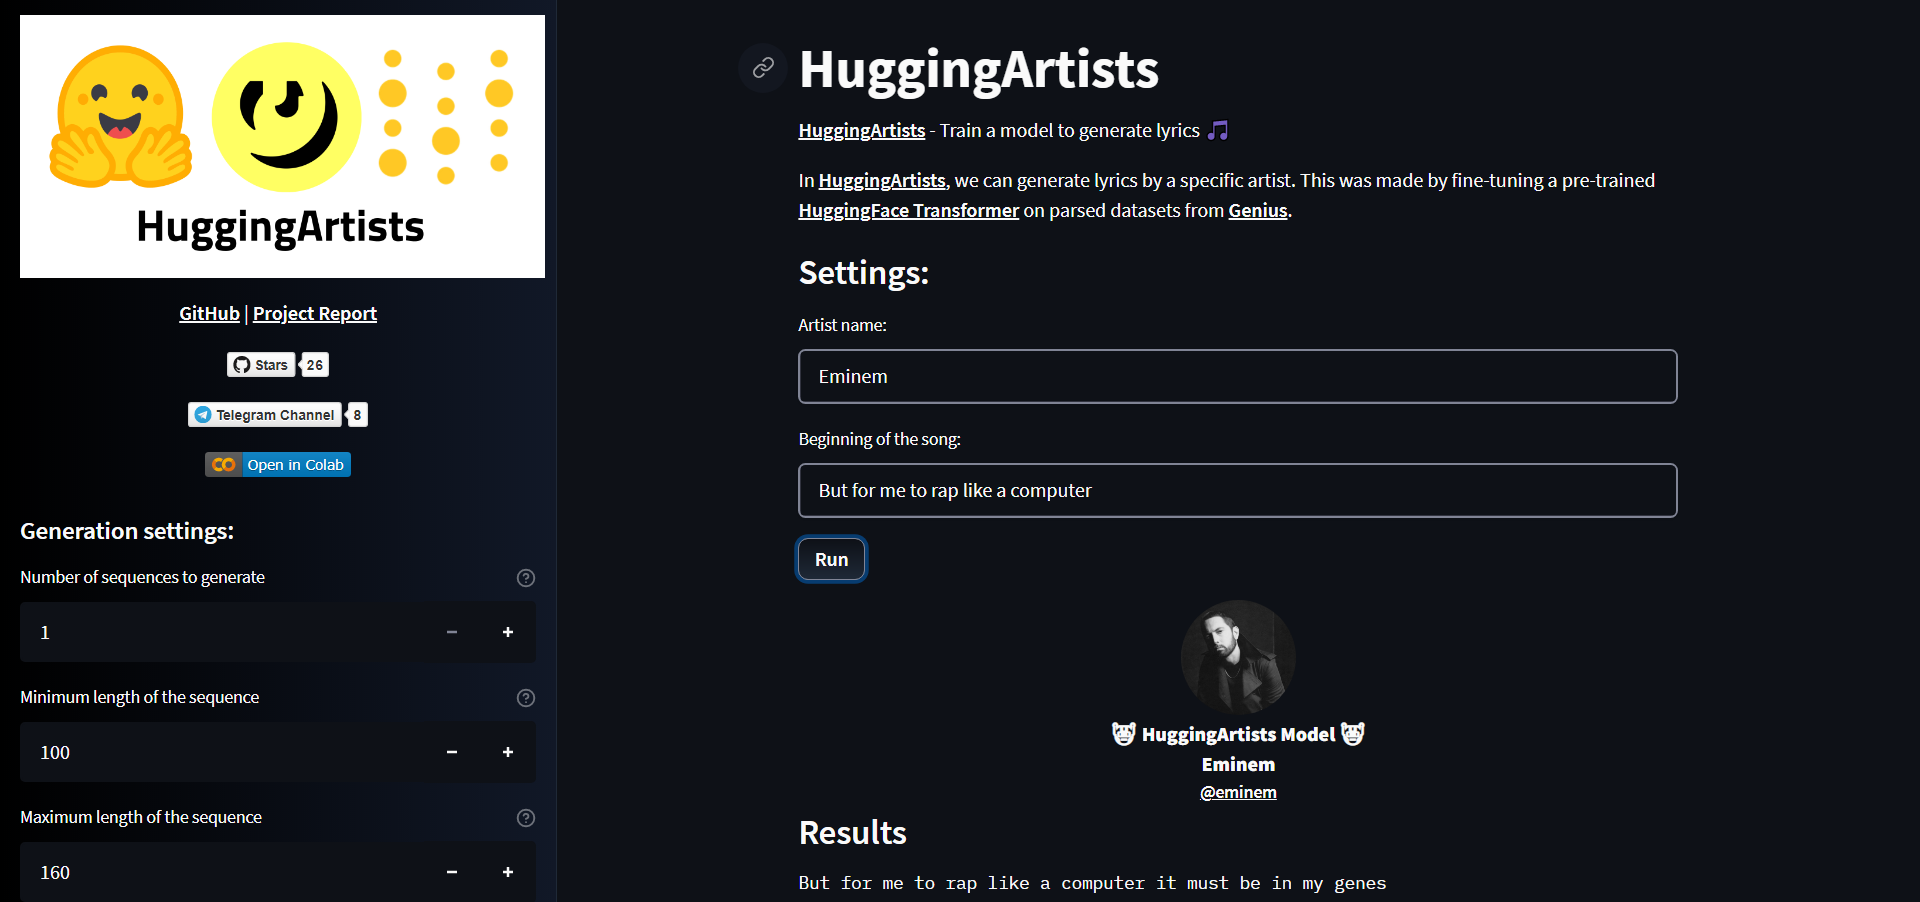 HuggingArtists
GitHub | Project Report
Stars 26
Telegram Channel 8
Open in Colab
Generation settings:
Number of sequences to generate
?
1
− +
Minimum length of the sequence
?
100
− +
Maximum length of the sequence
?
160
− +
HuggingArtists
HuggingArtists - Train a model to generate lyrics 🎵
In HuggingArtists, we can generate lyrics by a specific artist. This was made by fine-tuning a pre-trained
HuggingFace Transformer on parsed datasets from Genius.
Settings:
Artist name:
Eminem
Beginning of the song:
But for me to rap like a computer
Run
HuggingArtists Model
Eminem
@eminem
Results
But for me to rap like a computer it must be in my genes